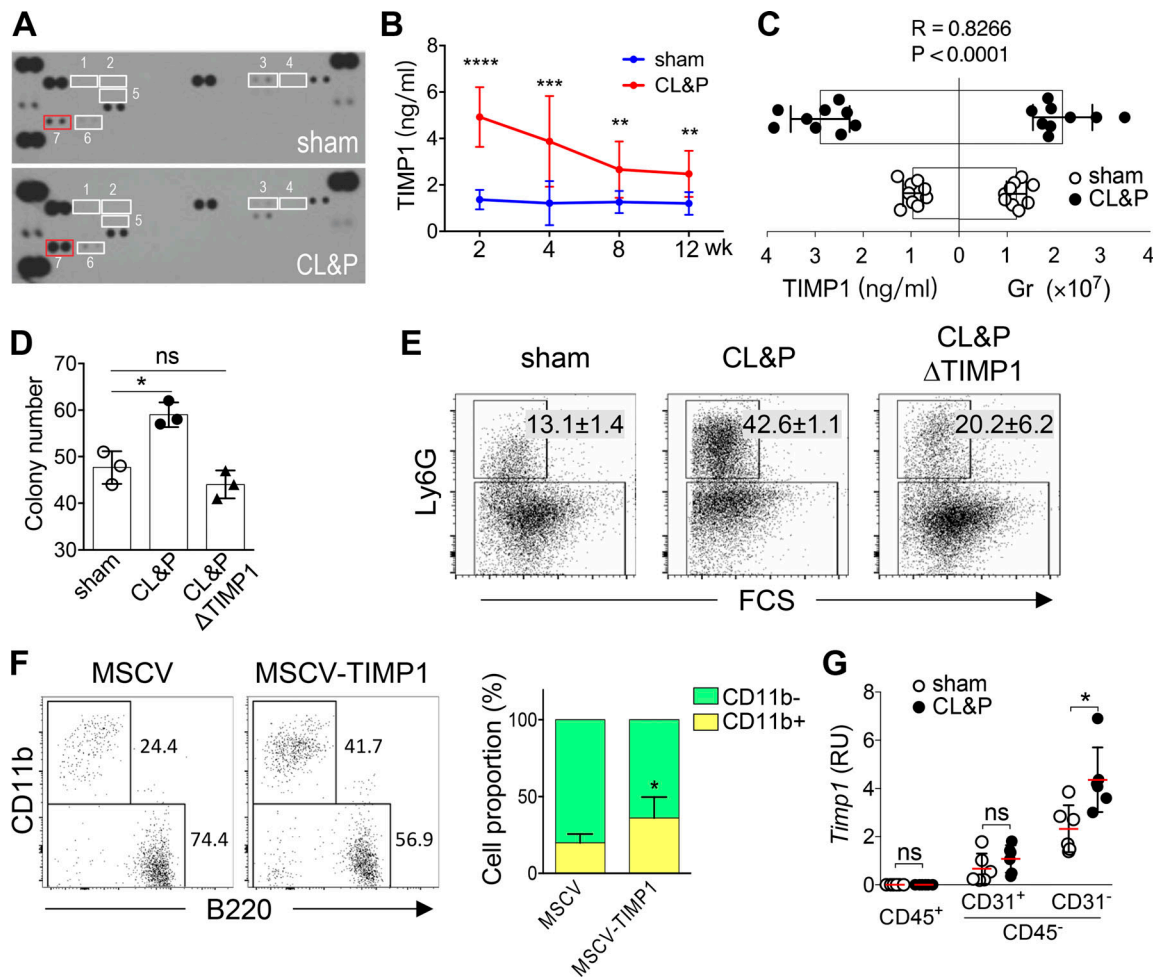 A
1 2 3 4
5
7 6
sham
1 2 3 4
5
7 6
CL&P
B
TIMP1 (ng/ml)
8
6
4
2
0
sham
CL&P
**** *** ** **
2 4 8 12 wk
C
R = 0.8266
P < 0.0001
sham
CL&P
4 3 2 1 0 1 2 3 4
TIMP1 (ng/ml) Gr (×10⁷)
D
Colony number
70
60
50
40
30
ns
*
sham
CL&P
CL&P
ΔTIMP1
E
sham
CL&P
CL&P
ΔTIMP1
13.1±1.4
42.6±1.1
20.2±6.2
Ly6G
FCS
F
MSCV
MSCV-TIMP1
CD11b
24.4
74.4
41.7
56.9
B220
Cell proportion (%)
100
50
0
*
CD11b-
CD11b+
MSCV
MSCV-TIMP1
G
Timp1 (RU)
8
6
4
2
0
sham
CL&P
ns
ns
*
CD45⁺
CD31⁺
CD31⁻
CD45⁻